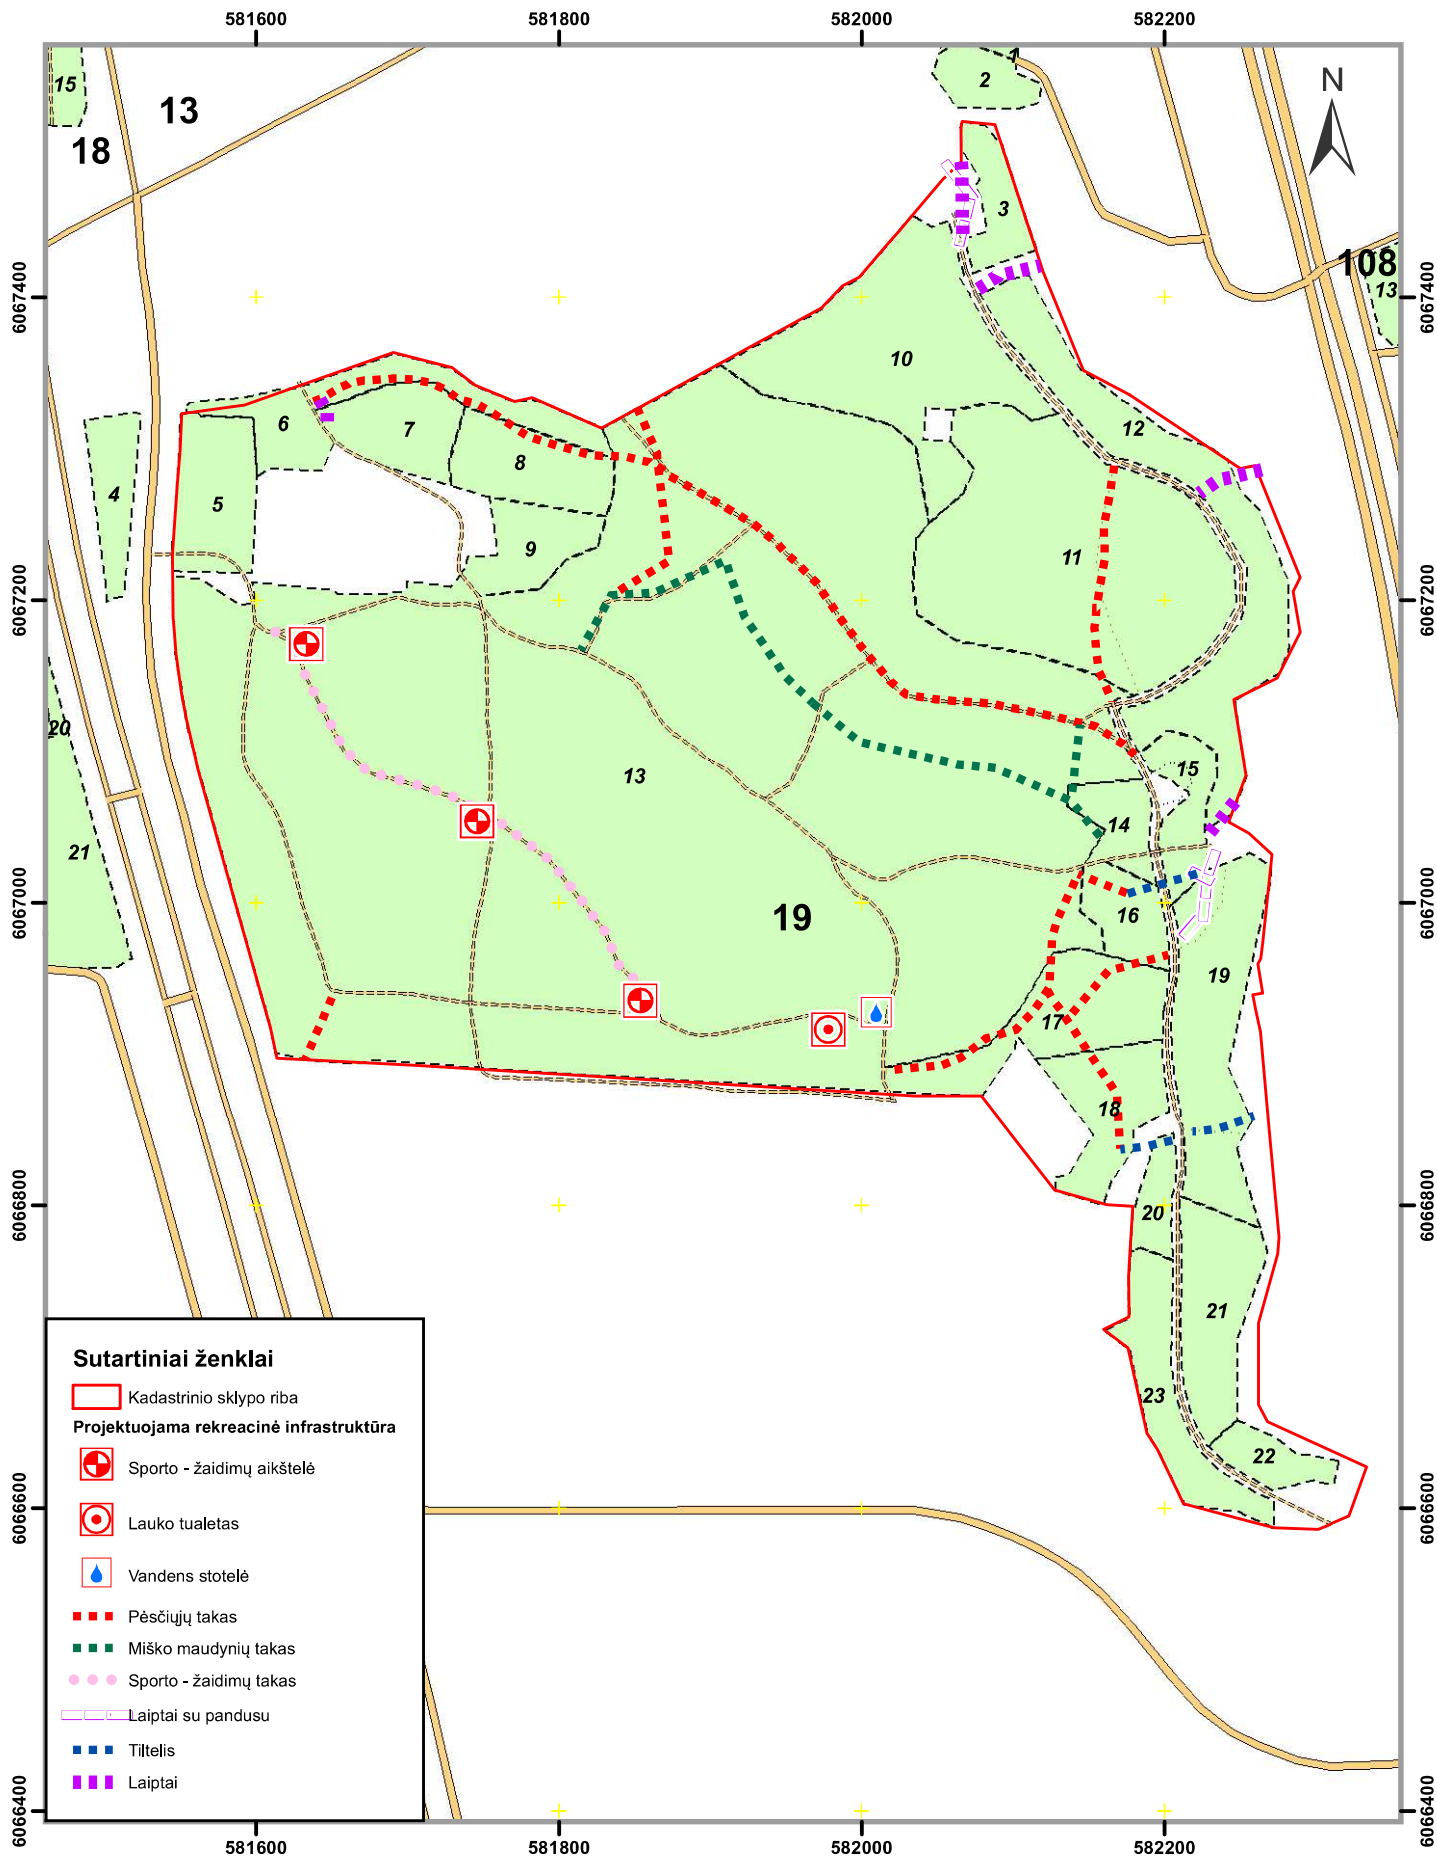 581600 581800 582000 582200
N
1
2
15
13
18
3
108
13
6067400 6067400
10
6
7
12
8
4
5
9
11
6067200 6067200
20
13
15
14
21
19
16
6067000 6067000
19
17
18
6066800 6066800
20
21
23
22
6066600 6066600
Sutartiniai ženklai
Kadastrinio sklypo riba
Projektuojama rekreacinė infrastruktūra
Sporto - žaidimų aikštelė
Lauko tualetas
Vandens stotelė
Pėsčiųjų takas
Miško maudynių takas
Sporto - žaidimų takas
Laiptai su pandusu
Tiltelis
Laiptai
6066400 6066400
581600 581800 582000 582200